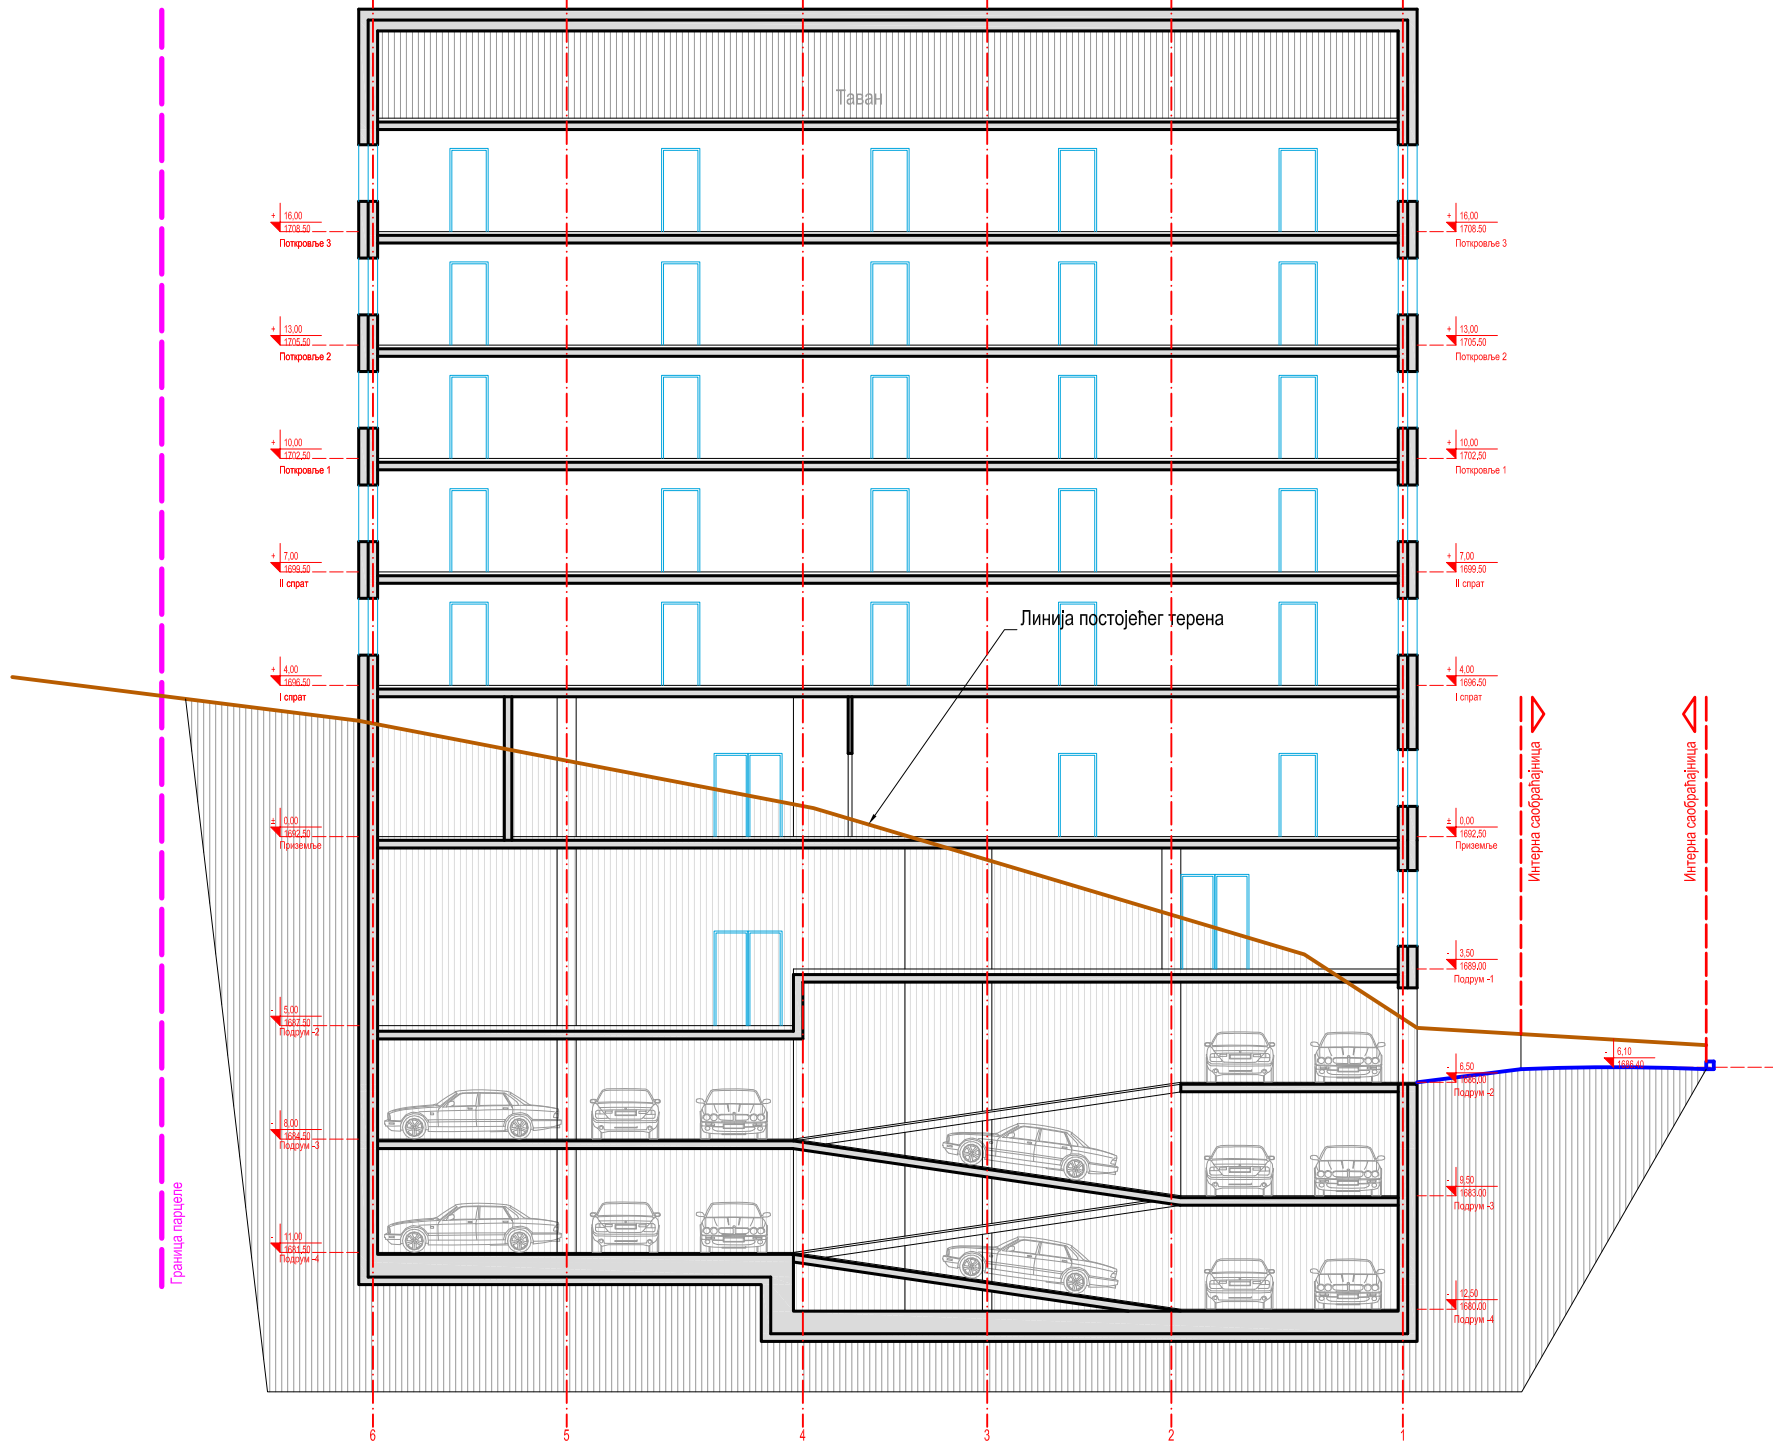 Таван
+ 16,00
1708.50
Поткровље 3
+ 16,00
1708.50
Поткровље 3
+ 13,00
1705,50
Поткровље 2
+ 13,00
1705,50
Поткровље 2
+ 10,00
1702,50
Поткровље 1
+ 10,00
1702,50
Поткровље 1
+ 7,00
1699,50
II спрат
+ 7,00
1699,50
II спрат
Линија постојећег терена
+ 4,00
1696,50
I спрат
+ 4,00
1696,50
I спрат
Интерна саобраћајница
Интерна саобраћајница
± 0,00
1692,50
Приземље
± 0,00
1692,50
Приземље
- 3,50
1689.00
Подрум -1
- 5,00
1687,50
Подрум -2
- 6,10
1686,40
- 6,50
1686,00
Подрум -2
- 8,00
1684,50
Подрум -3
- 9,50
1683.00
Подрум -3
Граница парцеле
- 11,00
1681,50
Подрум -4
- 12,50
1680.00
Подрум -4
6 5 4 3 2 1